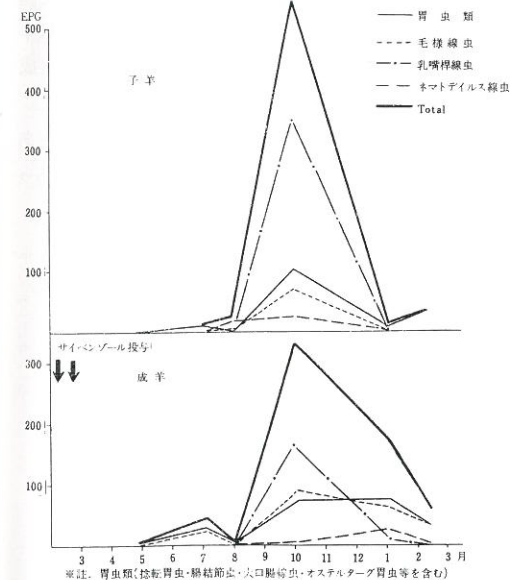 EPG
胃虫類
毛様線虫
乳嘴桿線虫
ネマトデイルス線虫
Total
500
400
300
200
100
子羊
サイベンゾール投与
成羊
300
200
100
3 4 5 6 7 8 9 10 11 12 1 2 3 月
※註. 胃虫類(捻転胃虫・腸結節虫・大口腸線虫・オステルターグ胃虫等を含む)